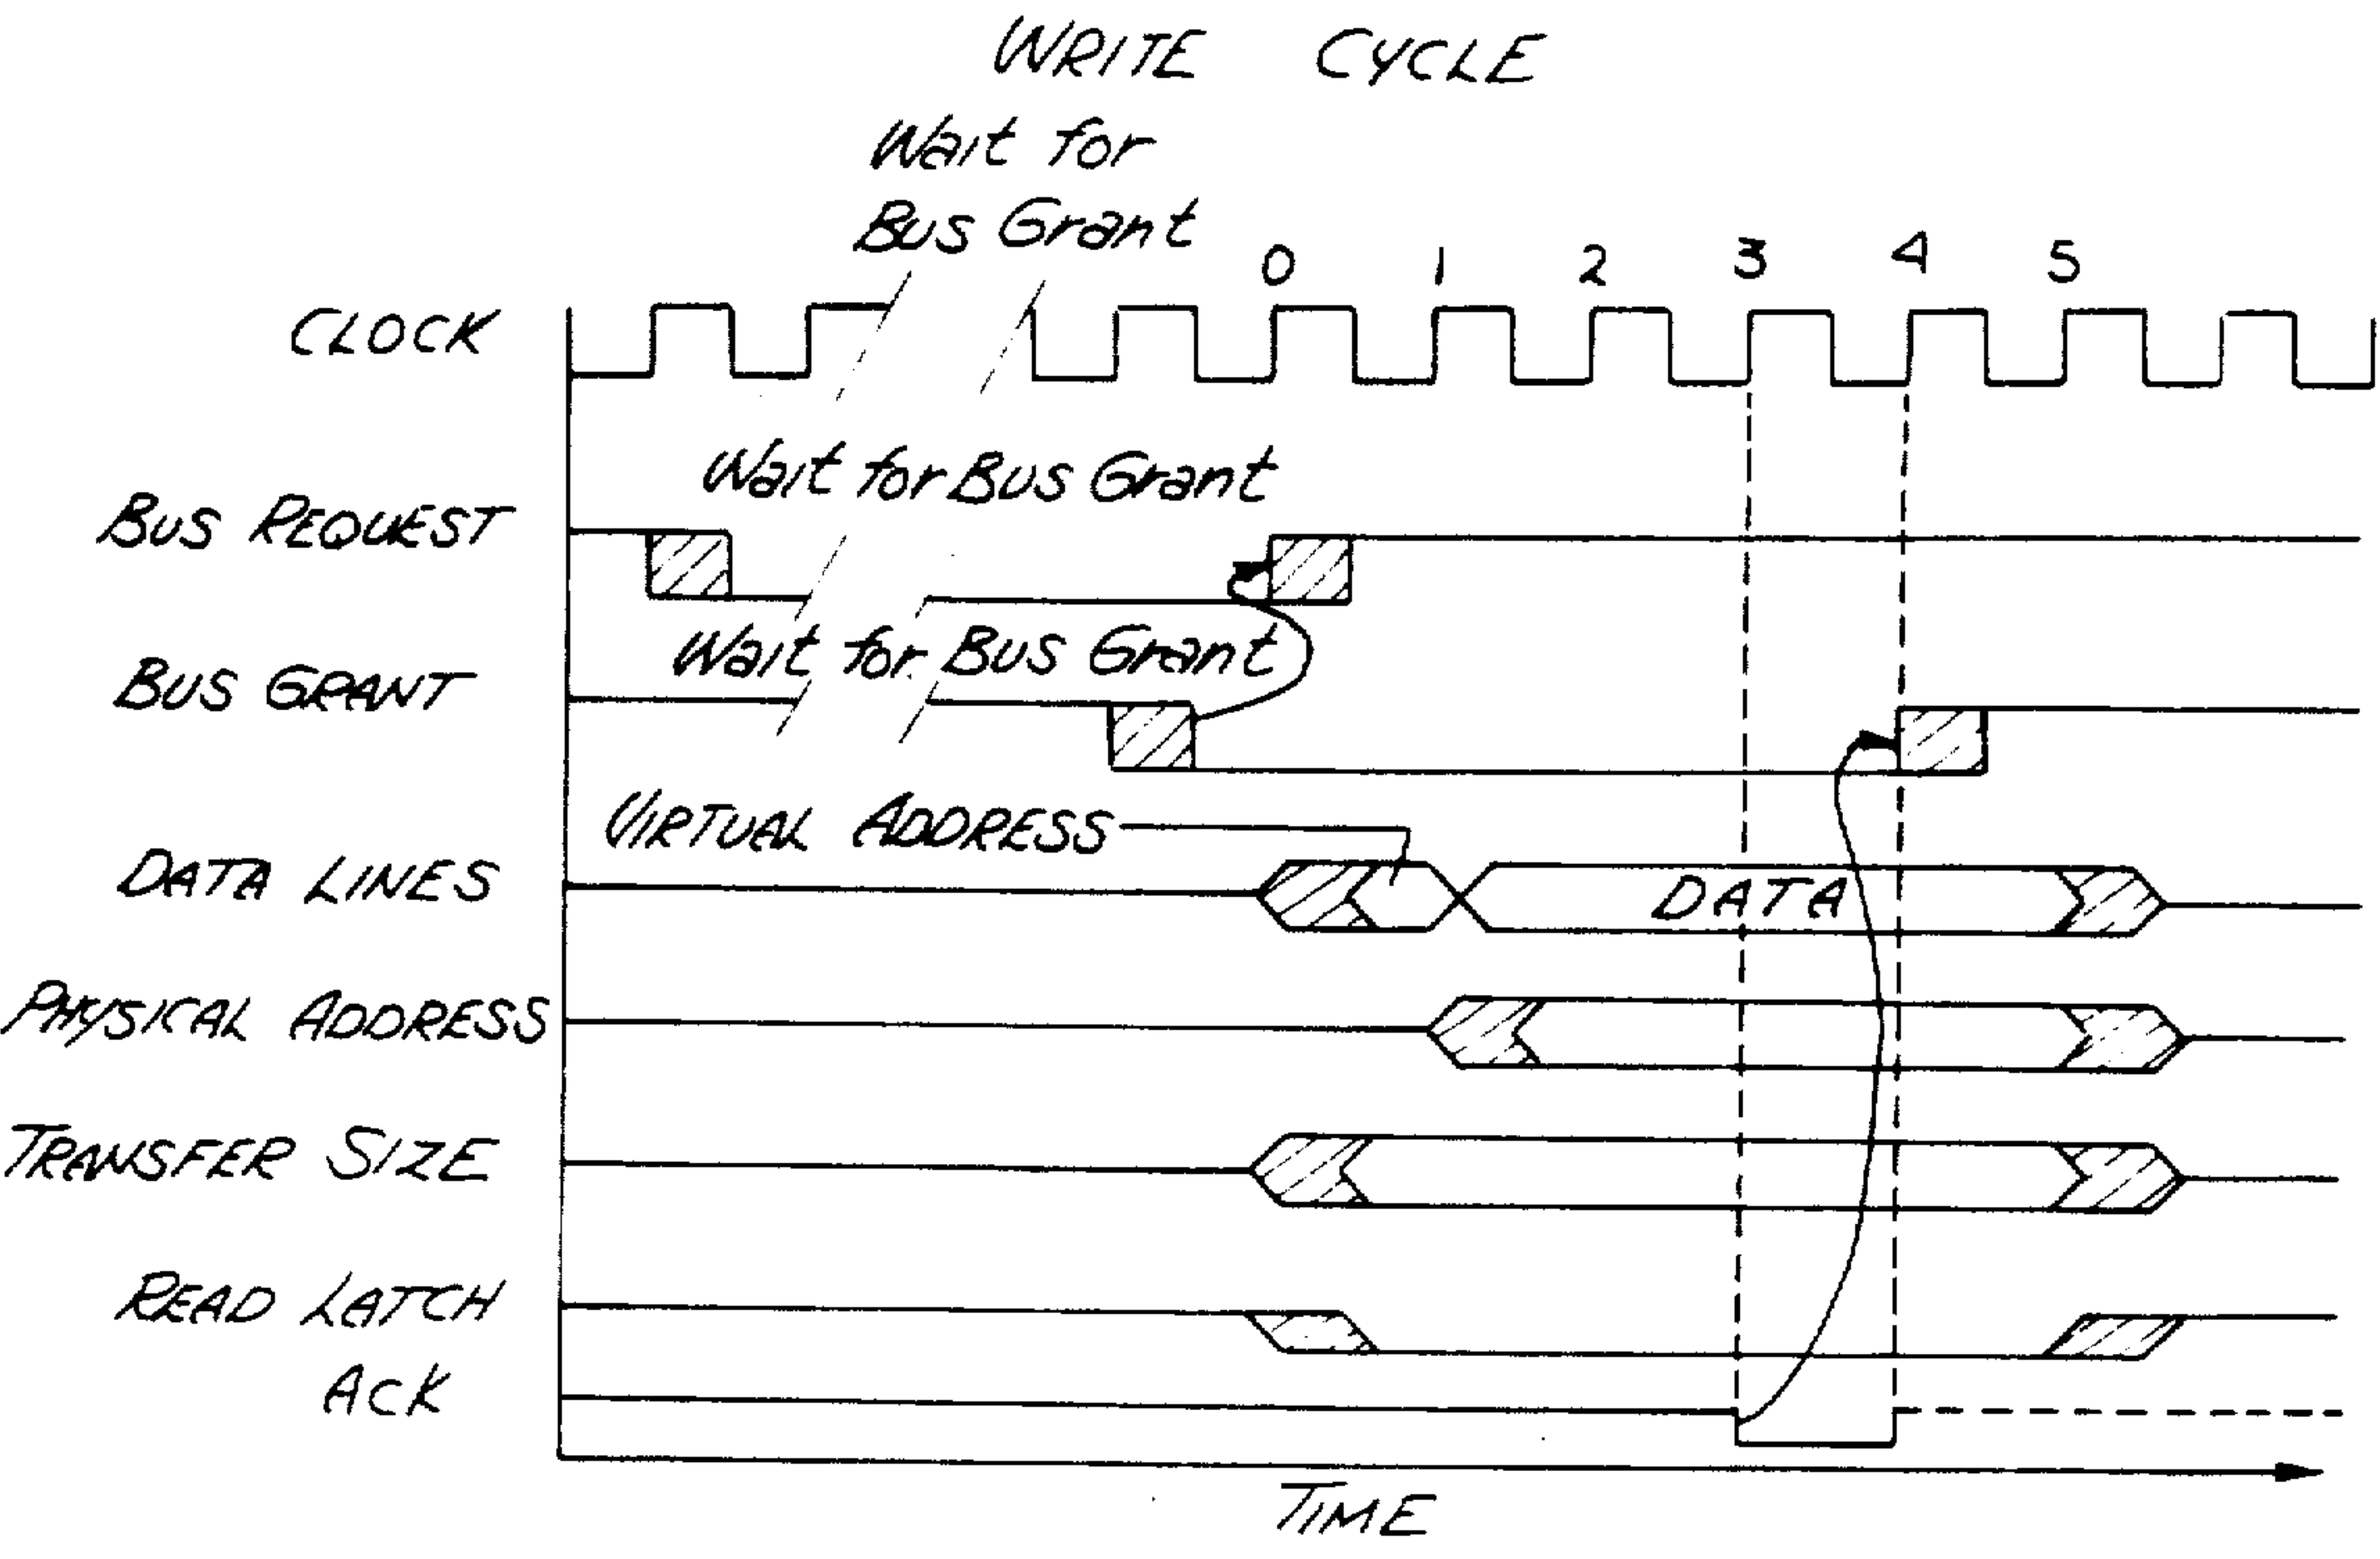 WRITE CYCLE
Wait for
Bus Grant
0 1 2 3 4 5
CLOCK
Wait for Bus Grant
BUS REQUEST
Wait for Bus Grant
BUS GRANT
VIRTUAL ADDRESS
DATA LINES
DATA
PHYSICAL ADDRESS
TRANSFER SIZE
READ LATCH
ACK
TIME